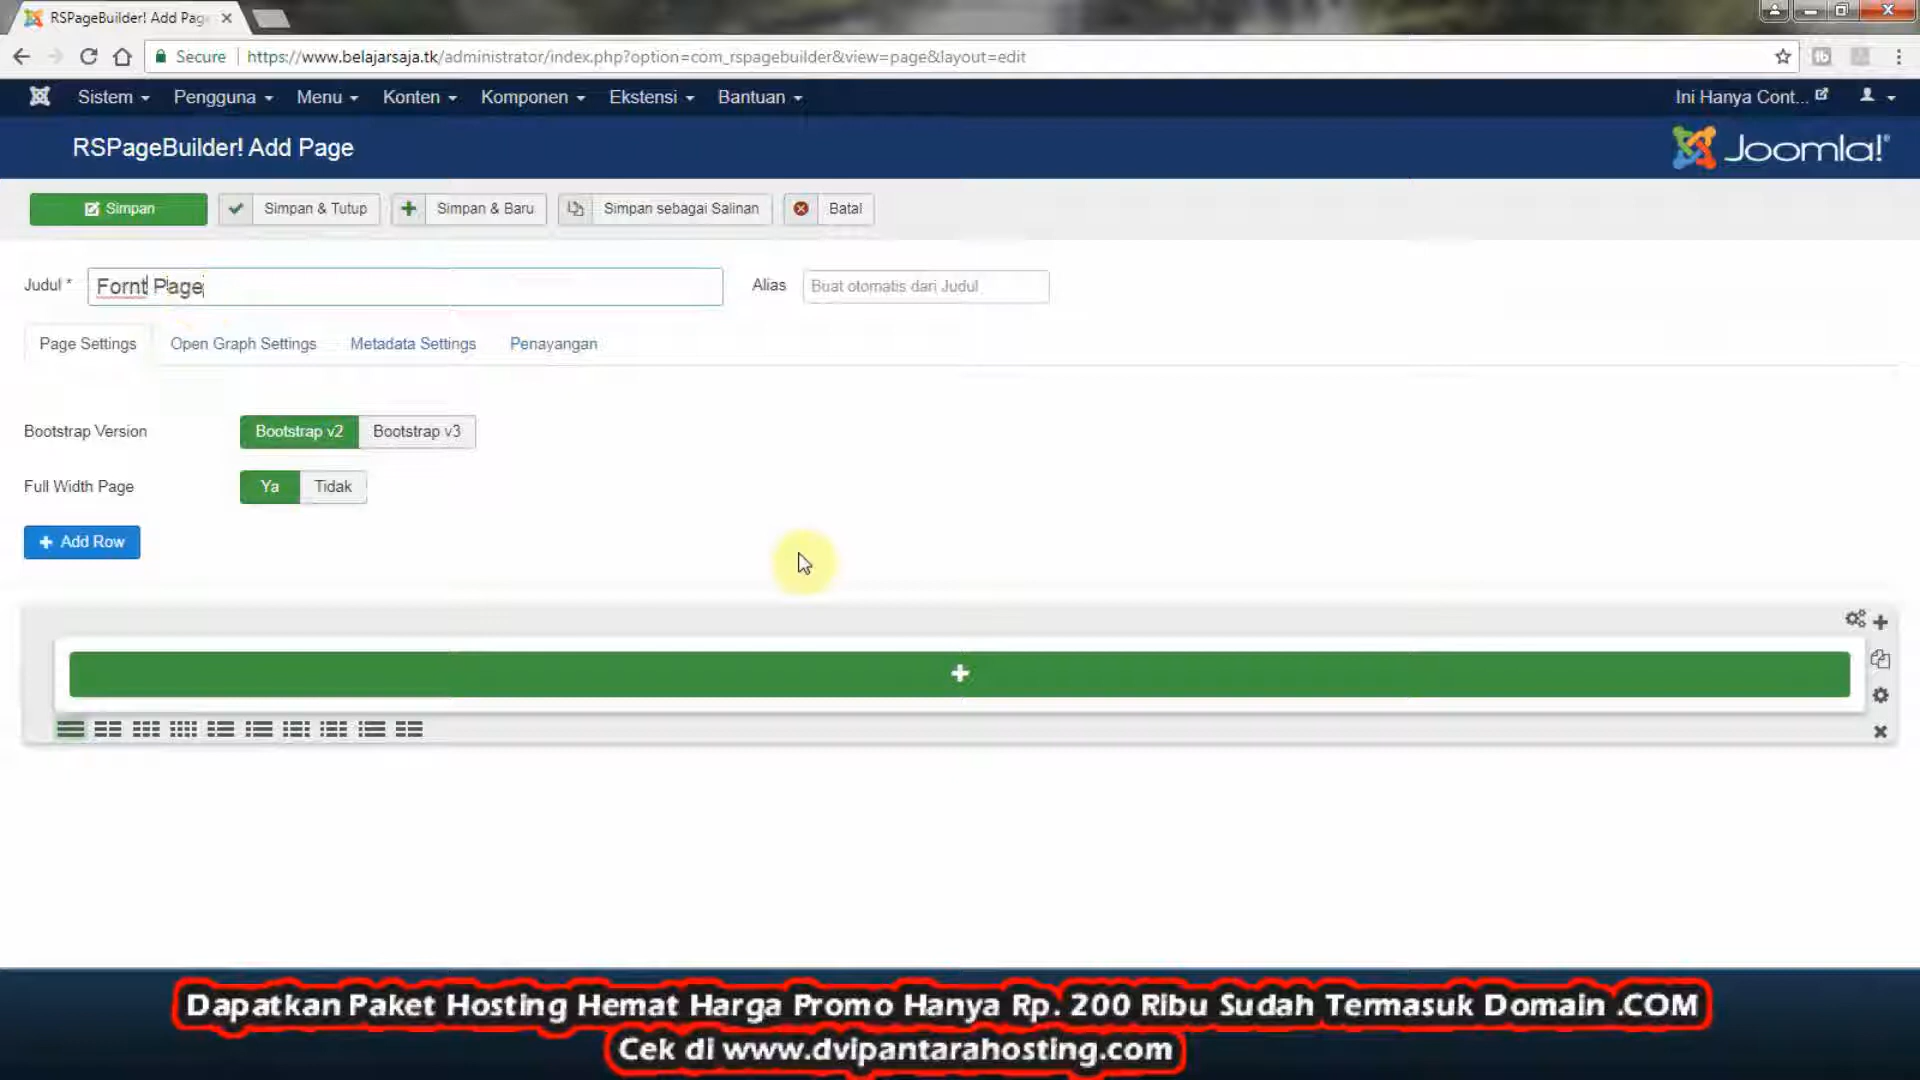 RSPageBuilder! Add Pag
Secure https://www.belajarsaja.tk/administrator/index.php?option=com_rspagebuilder&view=page&layout=edit
Sistem Pengguna Menu Konten Komponen Ekstensi Bantuan Ini Hanya Cont...
RSPageBuilder! Add Page Joomla!®
Simpan Simpan & Tutup Simpan & Baru Simpan sebagai Salinan Batal
Judul * Fornt Page Alias Buat otomatis dari Judul
Page Settings Open Graph Settings Metadata Settings Penayangan
Bootstrap Version Bootstrap v2 Bootstrap v3
Full Width Page Ya Tidak
Add Row
Dapatkan Paket Hosting Hemat Harga Promo Hanya Rp. 200 Ribu Sudah Termasuk Domain .COM
Cek di www.dvipantarahosting.com